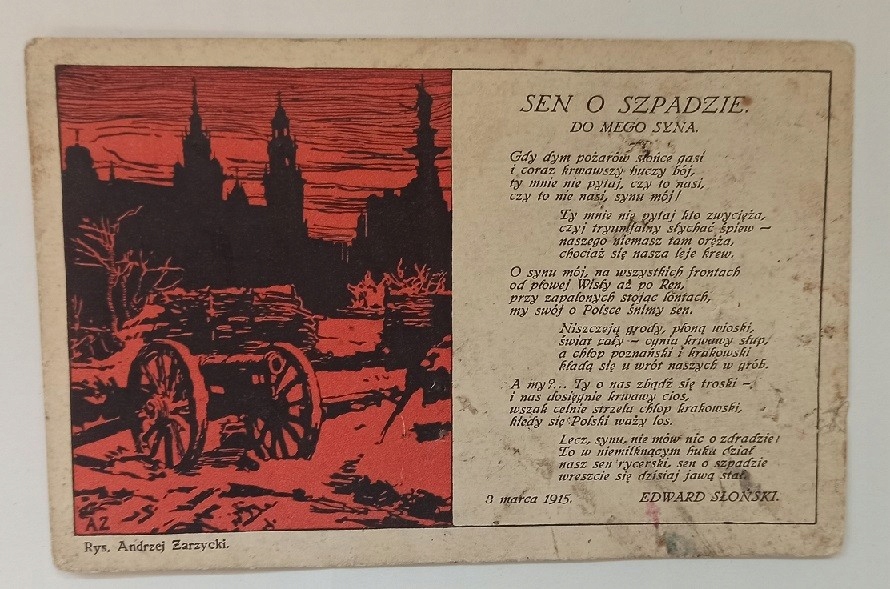 SEN O SZPADZIE.
DO MEGO SYNA.
Gdy dym pożarów słońce gasi
i coraz krwawszy huczy bój,
ty mnie nie pytaj, czy to nasi,
czy to nie nasi, synu mój!
Ty mnie nie pytaj kto zwycięża,
czyj tryumfalny słychać śpiew —
naszego niemasz tam oręża,
chociaż się nasza leje krew.
O synu mój, na wszystkich frontach
od płowej Wisły aż po Ren,
przy zapalonych stojąc lontach,
my swój o Polsce śnimy sen.
Niszczeją grody, płoną wioski,
świat cały — ognia krwawy słup,
a chłop poznański i krakowski
kładą się u wrót naszych w grób.
A my?... Ty o nas zbądź się troski —
i nas dosięgnie krwawy cios,
wszak celnie strzela chłop krakowski,
kiedy się Polski waży los.
Lecz, synu, nie mów nic o zdradzie!
To w niemilknącym huku dział
nasz sen rycerski, sen o szpadzie
wreszcie się dzisiaj jawą stał.
8 marca 1915. EDWARD SŁOŃSKI.
AZ
Rys. Andrzej Zarzycki.